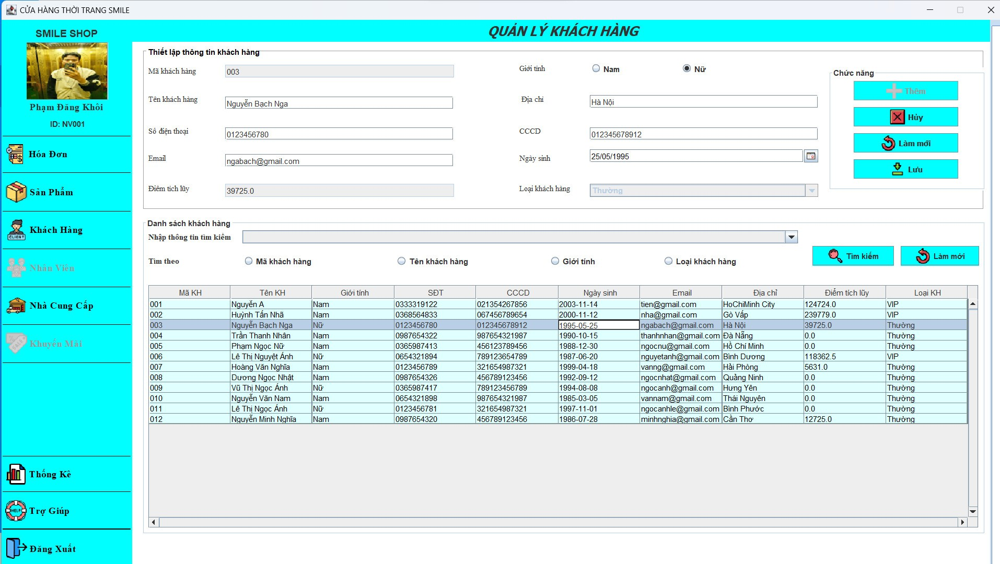 CỬA HÀNG THỜI TRANG SMILE
SMILE SHOP
Phạm Đăng Khôi
ID: NV001
Hóa Đơn
Sản Phẩm
Khách Hàng
Nhân Viên
Nhà Cung Cấp
Khuyến Mãi
Thống Kê
Trợ Giúp
Đăng Xuất
QUẢN LÝ KHÁCH HÀNG
Thiết lập thông tin khách hàng
Mã khách hàng 003
Giới tính Nam Nữ
Tên khách hàng Nguyễn Bạch Nga
Địa chỉ Hà Nội
Số điện thoại 0123456780
CCCD 012345678912
Email ngabach@gmail.com
Ngày sinh 25/05/1995
Điểm tích lũy 39725.0
Loại khách hàng Thường
Chức năng
Thêm
Hủy
Làm mới
Lưu
Danh sách khách hàng
Nhập thông tin tìm kiếm
Tìm theo Mã khách hàng Tên khách hàng Giới tính Loại khách hàng
Tìm kiếm Làm mới
Mã KH Tên KH Giới tính SĐT CCCD Ngày sinh Email Địa chỉ Điểm tích lũy Loại KH
001 Nguyễn A Nam 0333319122 021354267856 2003-11-14 tien@gmail.com HoChiMinh City 124724.0 VIP
002 Huỳnh Tấn Nhã Nam 0368564833 067456789654 2000-11-12 nha@gmail.com Gò Vấp 239779.0 VIP
003 Nguyễn Bạch Nga Nữ 0123456780 012345678912 1995-05-25 ngabach@gmail.com Hà Nội 39725.0 Thường
004 Trần Thanh Nhân Nam 0987654322 987654321987 1990-10-15 thanhnhan@gmail.com Đà Nẵng 0.0 Thường
005 Phạm Ngọc Nữ Nam 0365987413 456123789456 1988-12-30 ngocnu@gmail.com Hồ Chí Minh 0.0 Thường
006 Lê Thị Nguyệt Ánh Nữ 0654321894 789123654789 1987-06-20 nguyetanh@gmail.com Bình Dương 118362.5 VIP
007 Hoàng Văn Nghĩa Nam 0123456789 321654987321 1999-04-18 vanng@gmail.com Hải Phòng 5631.0 Thường
008 Dương Ngọc Nhật Nam 0987654326 456789123456 1992-09-12 ngocnhat@gmail.com Quảng Ninh 0.0 Thường
009 Vũ Thị Ngọc Ánh Nữ 0365987417 789123456789 1994-08-08 ngocanh@gmail.com Hưng Yên 0.0 Thường
010 Nguyễn Văn Nam Nam 0654321898 987654321987 1985-03-05 vannam@gmail.com Thái Nguyên 0.0 Thường
011 Lê Thị Ngọc Ánh Nữ 0123456781 321654987321 1997-11-01 ngocanhle@gmail.com Bình Phước 0.0 Thường
012 Nguyễn Minh Nghĩa Nam 0987654320 456789123456 1986-07-28 minhnghia@gmail.com Cần Thơ 12725.0 Thường